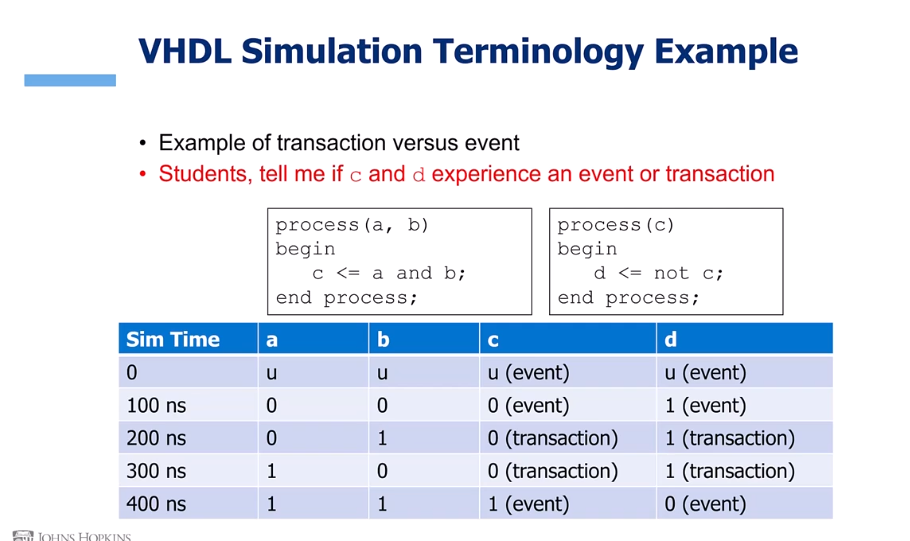 VHDL Simulation Terminology Example
• Example of transaction versus event
• Students, tell me if c and d experience an event or transaction
process(a, b)
begin
c <= a and b;
end process;
process(c)
begin
d <= not c;
end process;
Sim Time a b c d
0 u u u (event) u (event)
100 ns 0 0 0 (event) 1 (event)
200 ns 0 1 0 (transaction) 1 (transaction)
300 ns 1 0 0 (transaction) 1 (transaction)
400 ns 1 1 1 (event) 0 (event)
JOHNS HOPKINS